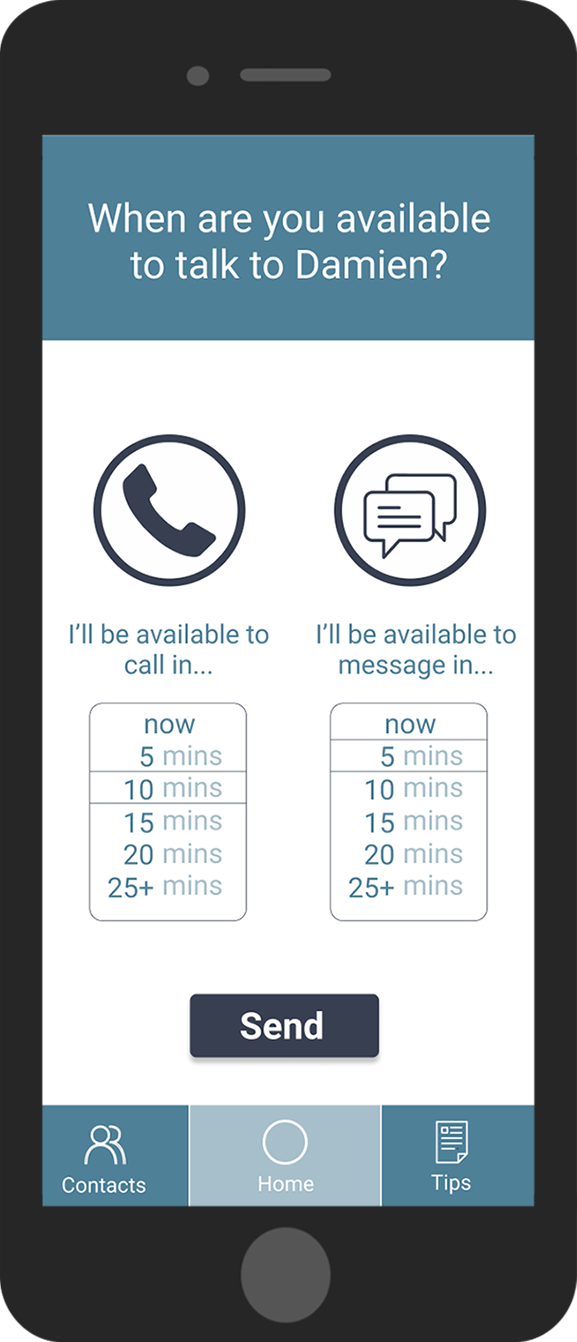 When are you available
to talk to Damien?
I’ll be available to
call in...
now
5 mins
10 mins
15 mins
20 mins
25+ mins
I’ll be available to
message in...
now
5 mins
10 mins
15 mins
20 mins
25+ mins
Send
Contacts
Home
Tips